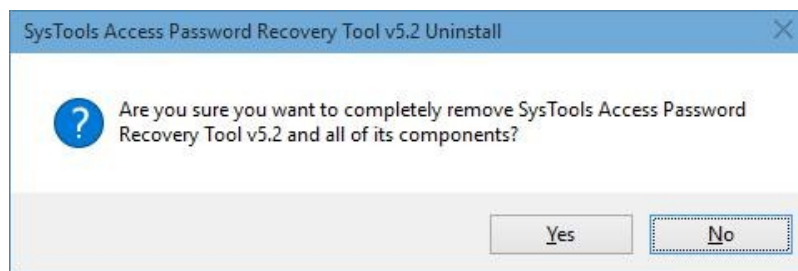 SysTools Access Password Recovery Tool v5.2 Uninstall
Are you sure you want to completely remove SysTools Access Password
Recovery Tool v5.2 and all of its components?
Yes
No